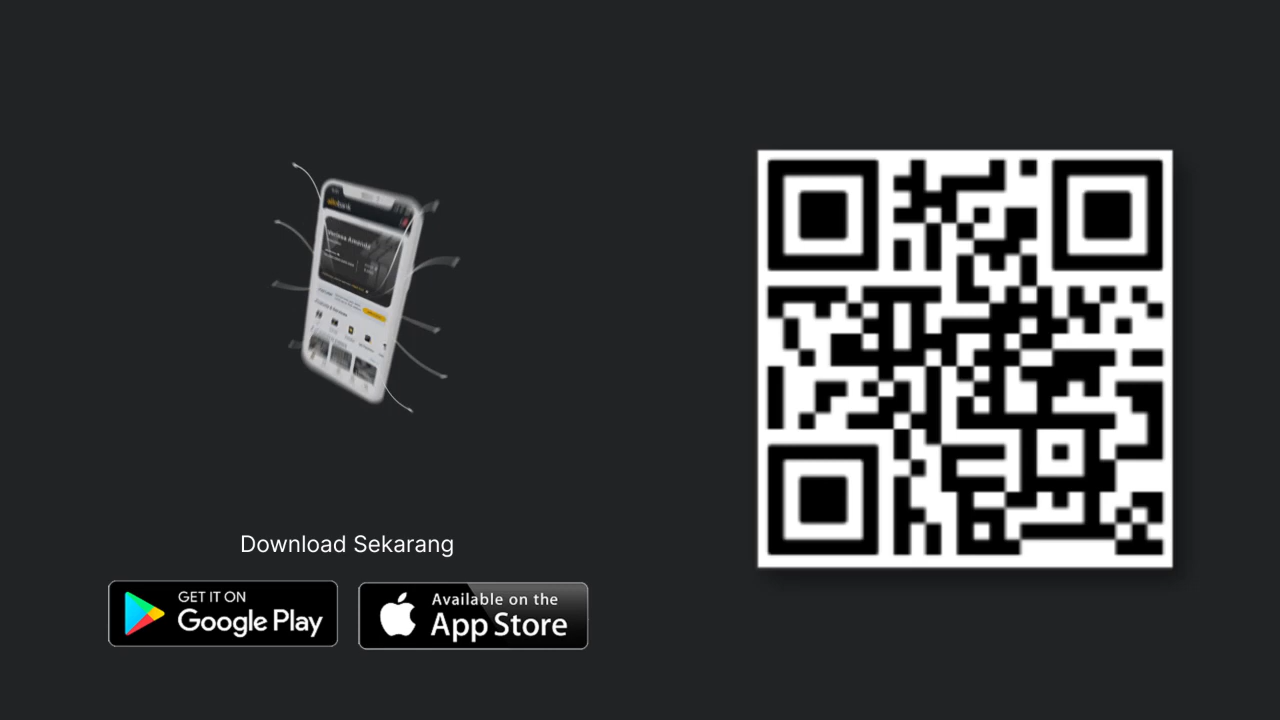 Download Sekarang
GET IT ON
Google Play
Available on the
App Store